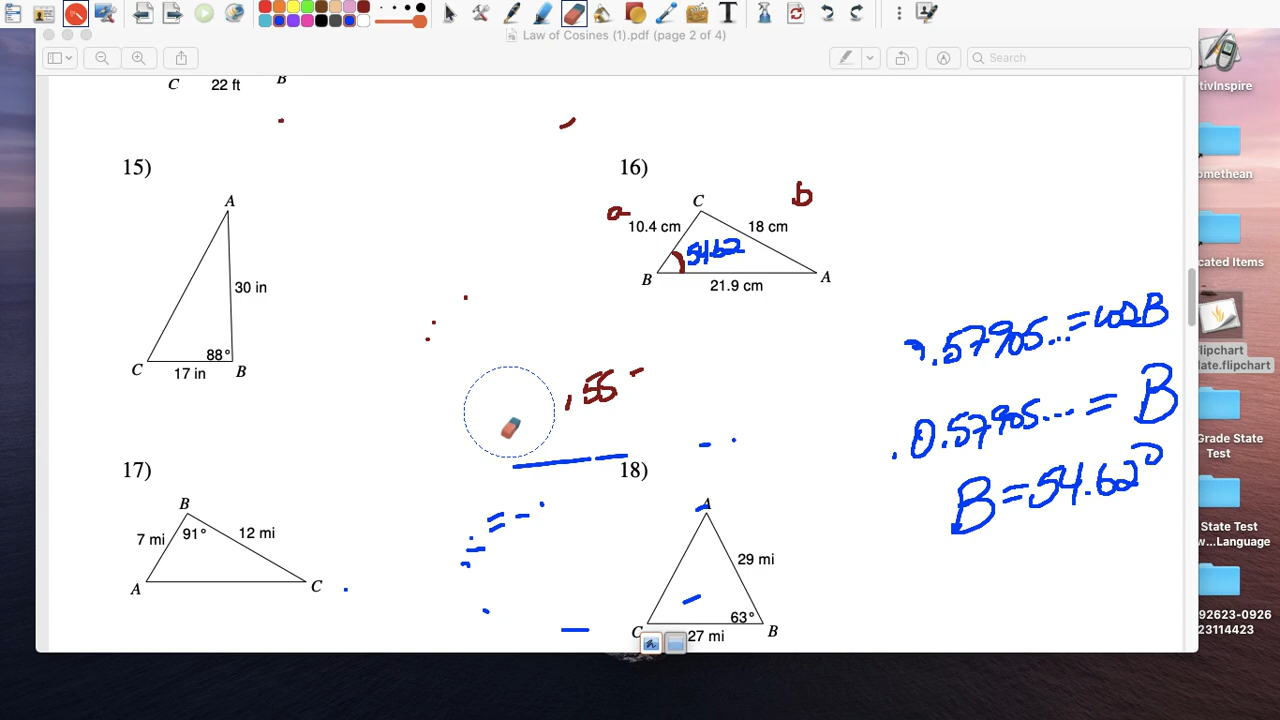 Law of Cosines (1).pdf (page 2 of 4)
Search
C 22 ft B
15)
A
30 in
88°
C 17 in B
16)
a b
C
10.4 cm 18 cm
54.62
B A
21.9 cm
.57905... = cos B
0.57905... = B
B = 54.62°
.55
17)
B
7 mi 91° 12 mi
A C
18)
A
29 mi
63°
C 27 mi B
tivInspire
omethean
cated Items
flipchart
late.flipchart
Grade State
Test
State Test
w...Language
92623-0926
23114423
T